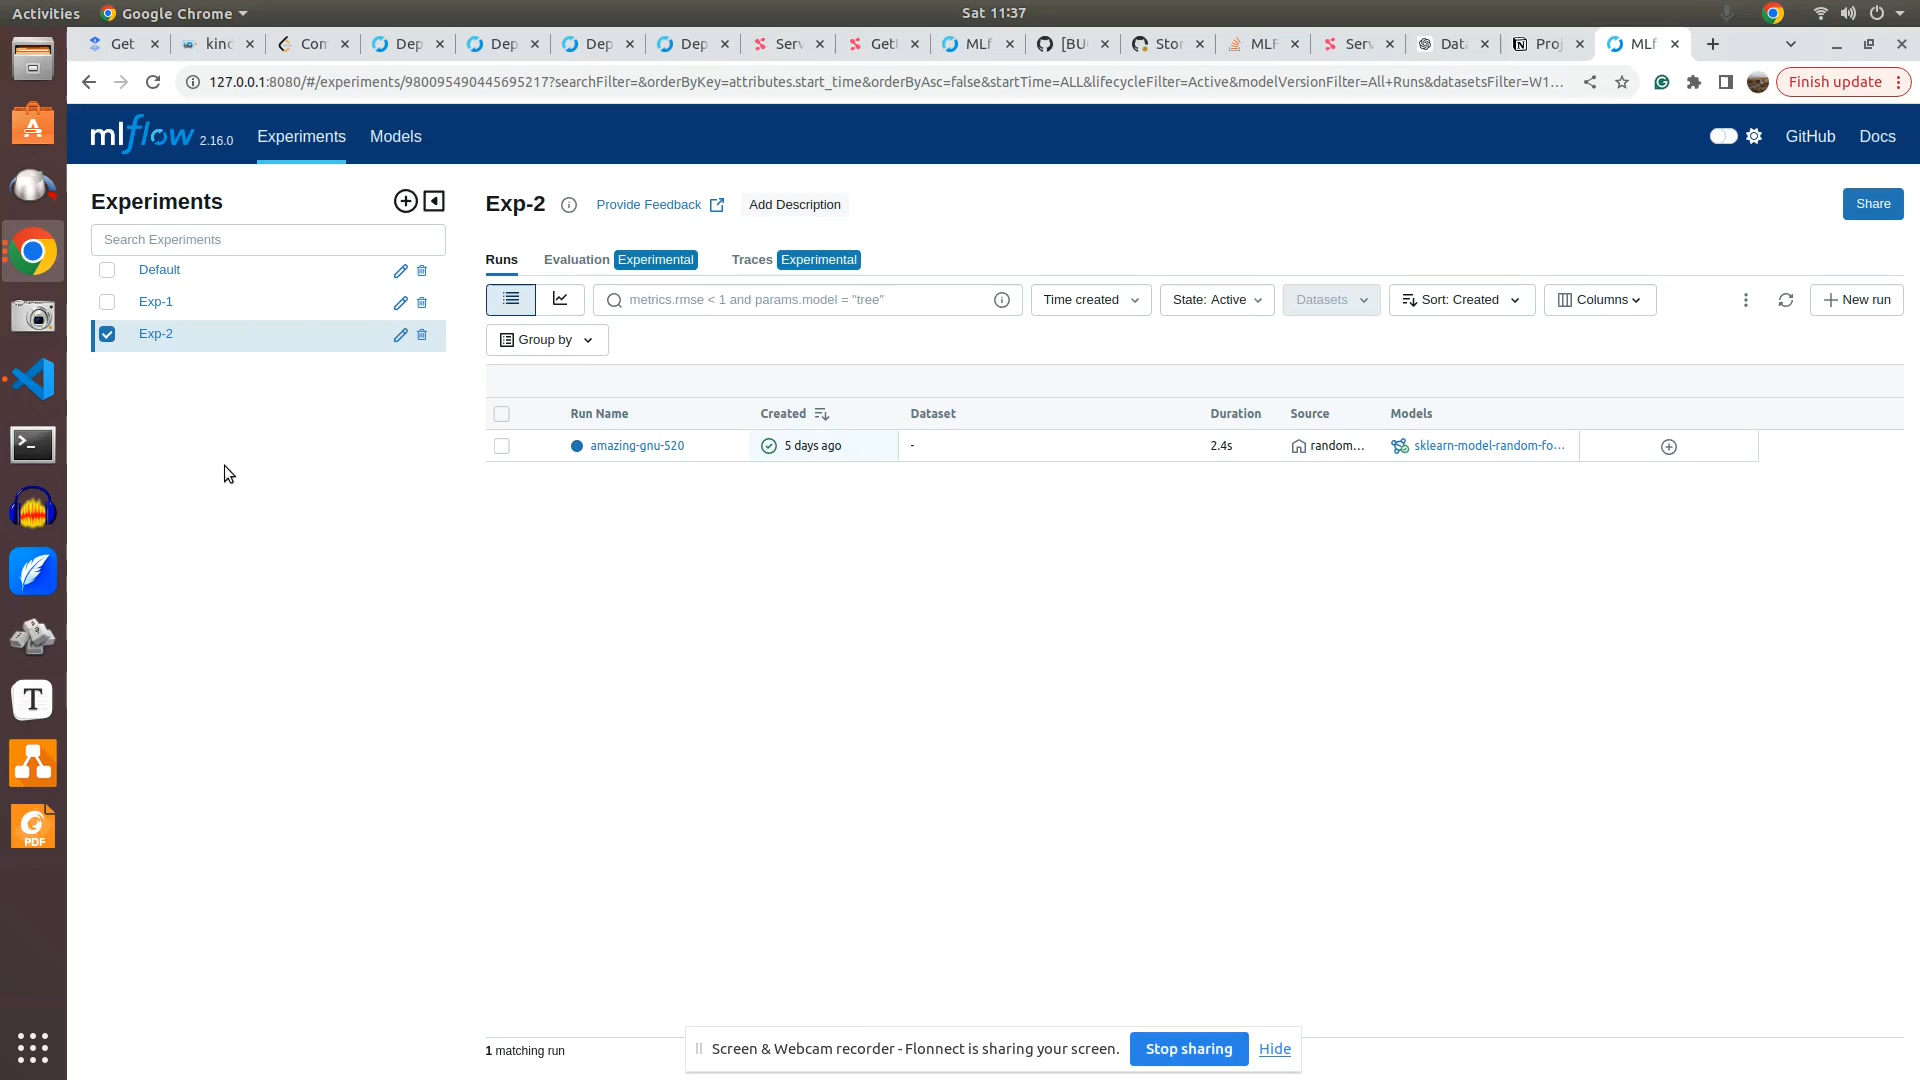 Activities Google Chrome Sat 11:37
Get kind Com Dep Dep Dep Dep Serv Getl MLf [BU Stor MLF Serv Data Proj MLf
127.0.0.1:8080/#/experiments/980095490445695217?searchFilter=&orderByKey=attributes.start_time&orderByAsc=false&startTime=ALL&lifecycleFilter=Active&modelVersionFilter=All+Runs&datasetsFilter=W1... Finish update
mlflow 2.16.0 Experiments Models GitHub Docs
Experiments
Search Experiments
Default
Exp-1
Exp-2
Exp-2 Provide Feedback Add Description Share
Runs Evaluation Experimental Traces Experimental
metrics.rmse < 1 and params.model = "tree" Time created State: Active Datasets Sort: Created Columns New run
Group by
Run Name Created Dataset Duration Source Models
amazing-gnu-520 5 days ago - 2.4s random... sklearn-model-random-fo...
T
PDF
1 matching run
Screen & Webcam recorder - Flonnect is sharing your screen. Stop sharing Hide